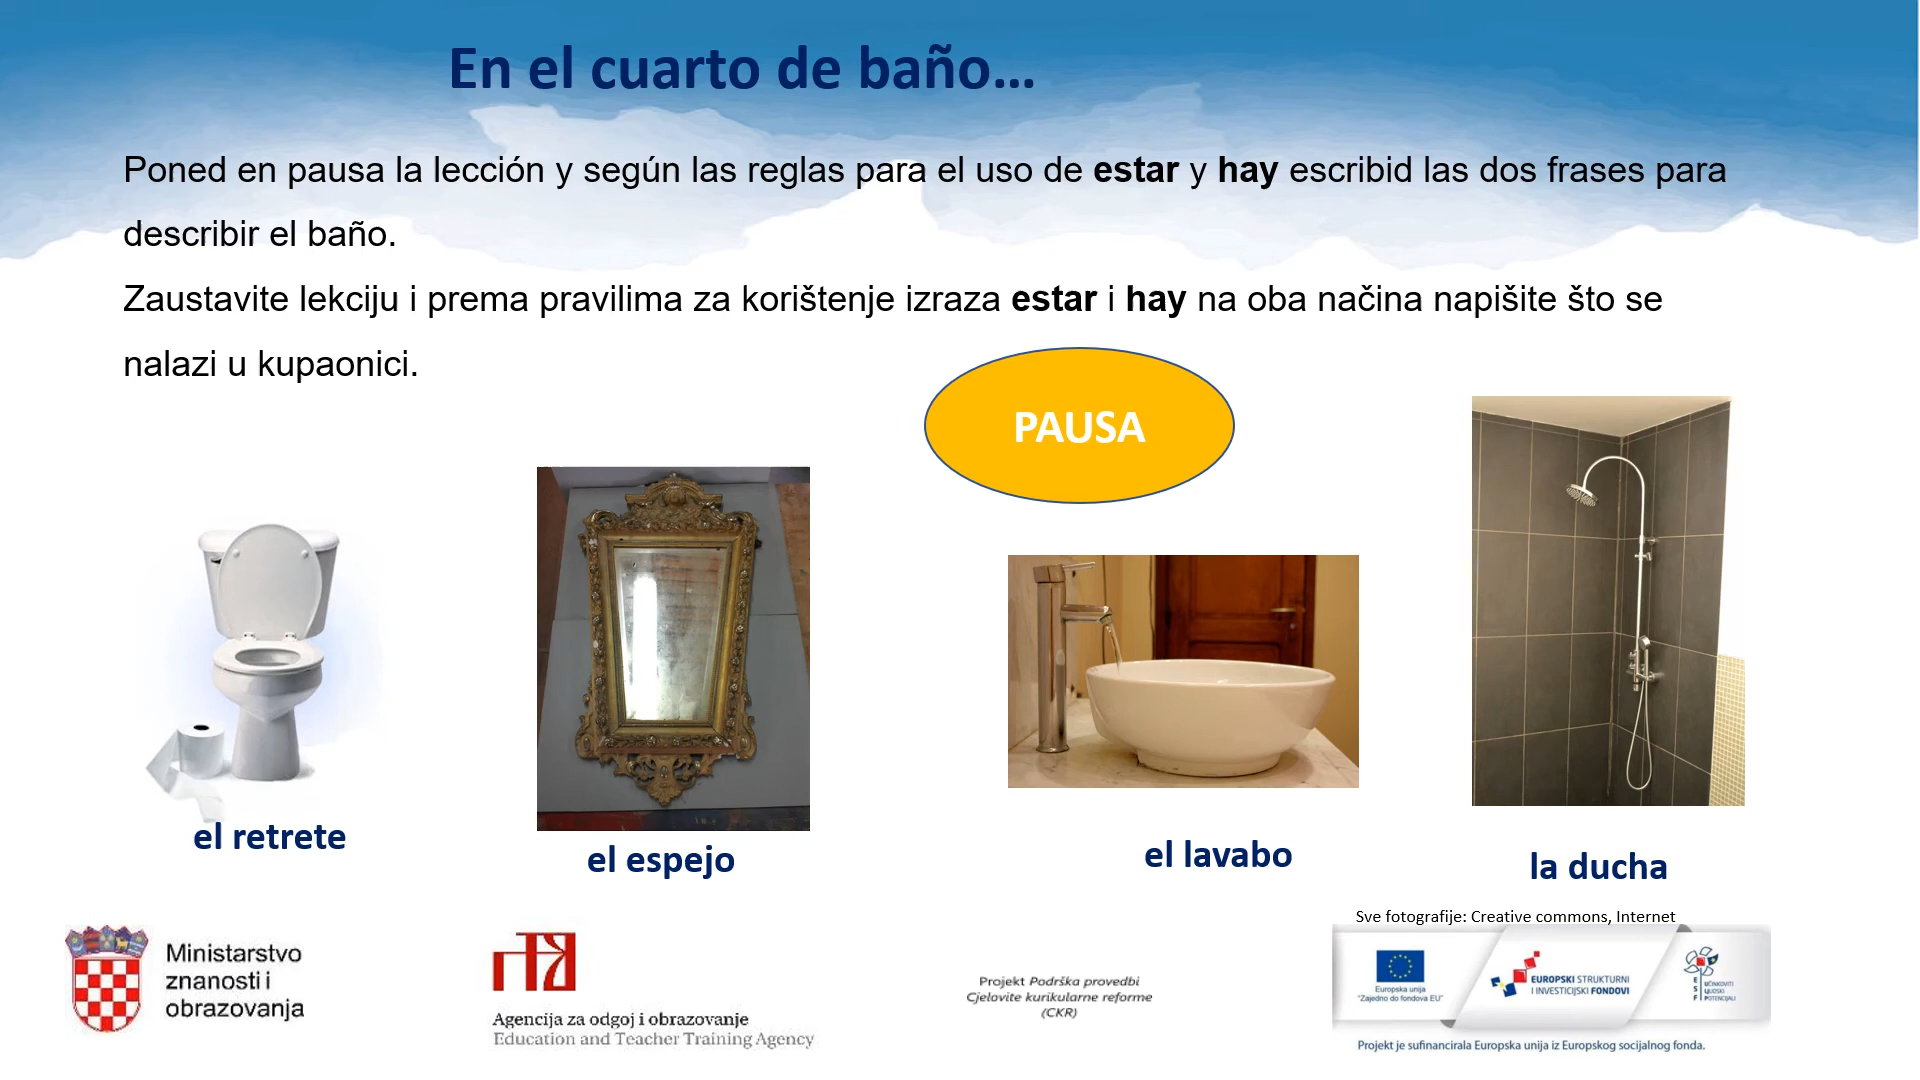 En el cuarto de baño...
Poned en pausa la lección y según las reglas para el uso de estar y hay escribid las dos frases para
describir el baño.
Zaustavite lekciju i prema pravilima za korištenje izraza estar i hay na oba načina napišite što se
nalazi u kupaonici.
PAUSA
el retrete
el espejo
el lavabo
la ducha
Sve fotografije: Creative commons, Internet
Ministarstvo
znanosti i
obrazovanja
Agencija za odgoj i obrazovanje
Education and Teacher Training Agency
Projekt Podrška provedbi
Cjelovite kurikularne reforme
(CKR)
Europska unija
"Zajedno do fondova EU"
EUROPSKI STRUKTURNI
I INVESTICIJSKI FONDOVI
ESF
UČINKOVITI
LJUDSKI
POTENCIJALI
Projekt je sufinancirala Europska unija iz Europskog socijalnog fonda.